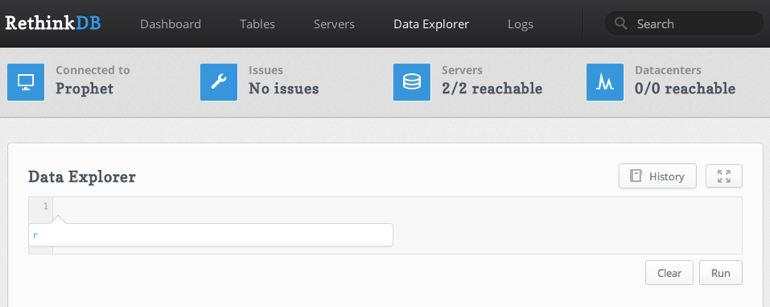 RethinkDB Dashboard Tables Servers Data Explorer Logs Search
Connected to Issues Servers Datacenters
Prophet No issues 2/2 reachable 0/0 reachable
Data Explorer History
1
r
Clear Run